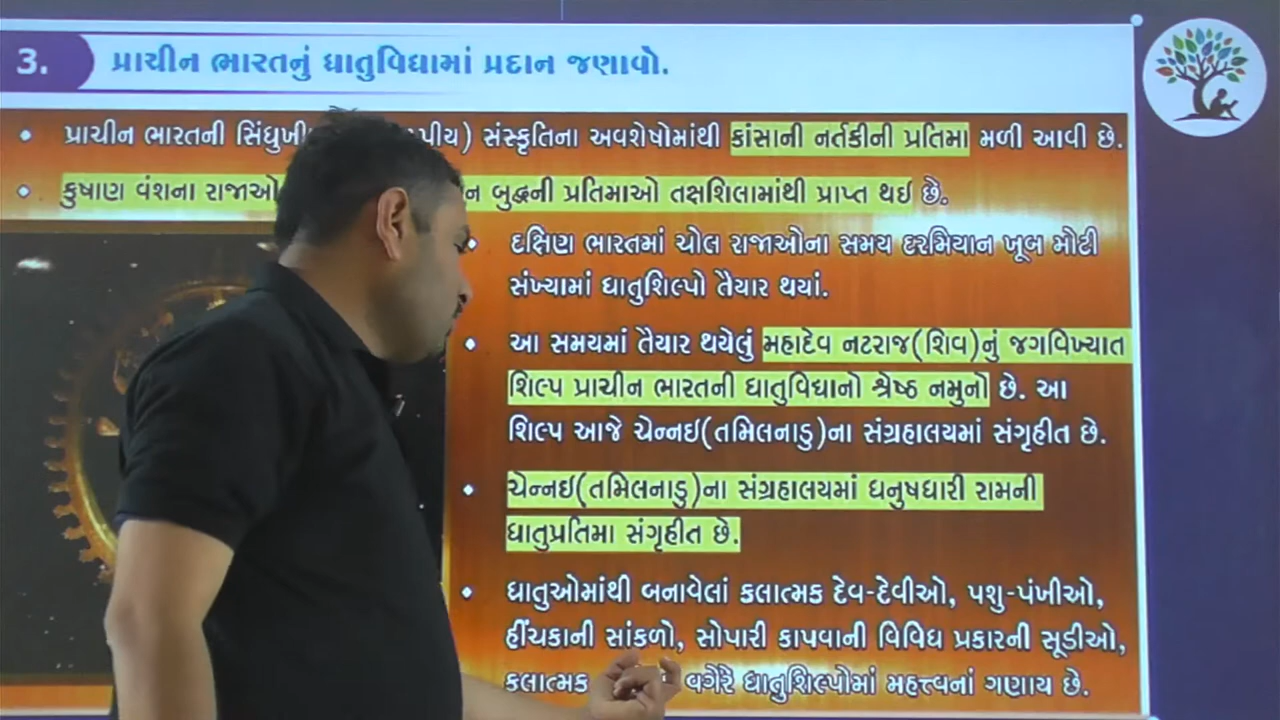 3. પ્રાચીન ભારતનું ધાતુવિદ્યામાં પ્રદાન જણાવો.
• પ્રાચીન ભારતની સંસ્કૃતિના અવશેષોમાંથી કાંસાની નર્તકીની પ્રતિમા મળી આવી છે.
• કુષાણ વંશના બુદ્ધની પ્રતિમાઓ તક્ષશિલામાંથી પ્રાપ્ત થઇ છે.
• દક્ષિણ ભારતમાં ચોલ રાજાઓના સમય દરમિયાન ખૂબ મોટી
સંખ્યામાં ધાતુશિલ્પો તૈયાર થયાં.
• આ સમયમાં તૈયાર થયેલું મહાદેવ નટરાજ(શિવ)નું જગવિખ્યાત
શિલ્પ પ્રાચીન ભારતની ધાતુવિદ્યાનો શ્રેષ્ઠ નમુનો છે. આ
શિલ્પ આજે ચેન્નઇ(તમિલનાડુ)ના સંગ્રહાલયમાં સંગૃહીત છે.
• ચેન્નઇ(તમિલનાડુ)ના સંગ્રહાલયમાં ધનુષધારી રામની
ધાતુપ્રતિમા સંગૃહીત છે.
• ધાતુઓમાંથી બનાવેલાં કલાત્મક દેવ-દેવીઓ, પશુ-પંખીઓ,
હીંચકાની સાંકળો, સોપારી કાપવાની વિવિધ પ્રકારની સૂડીઓ,
કલાત્મક વગેરે ધાતુશિલ્પોમાં મહત્ત્વનાં ગણાય છે.